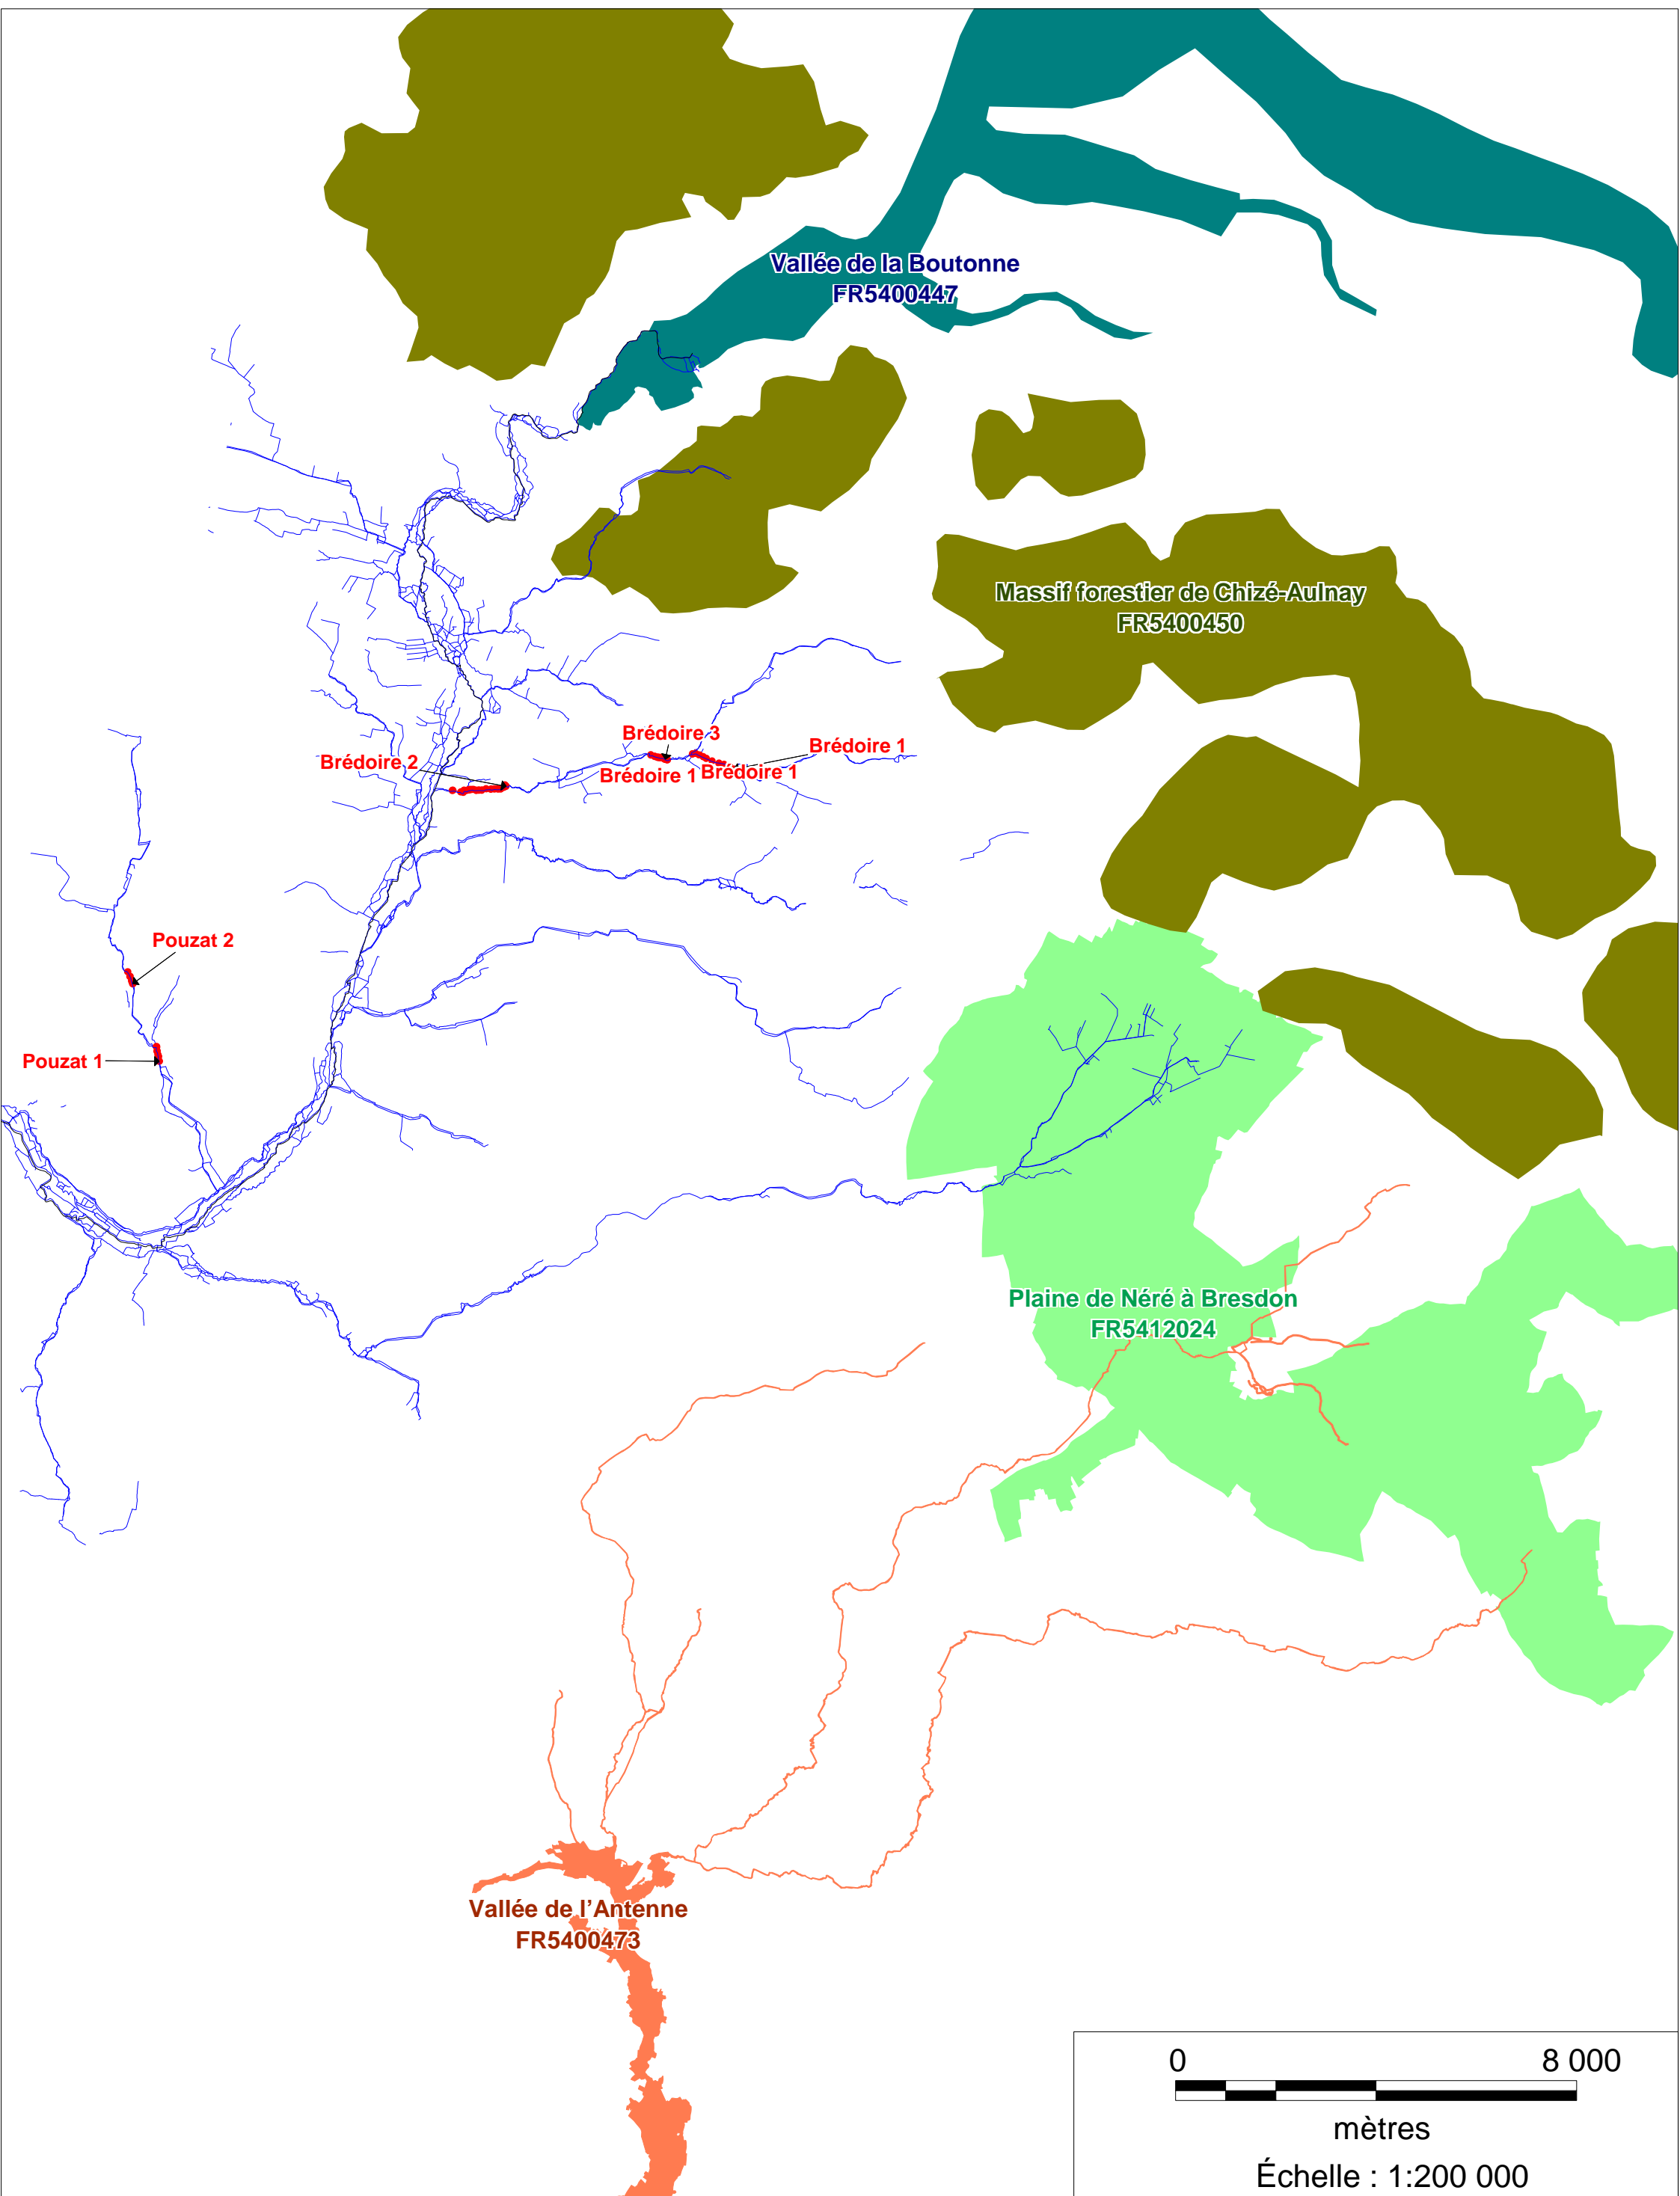 Vallée de la Boutonne
FR5400447
Massif forestier de Chizé-Aulnay
FR5400450
Brédoire 3
Brédoire 1
Brédoire 2
Brédoire 1
Brédoire 1
Pouzat 2
Pouzat 1
Plaine de Néré à Bresdon
FR5412024
Vallée de l'Antenne
FR5400473
0 8 000
mètres
Échelle : 1:200 000